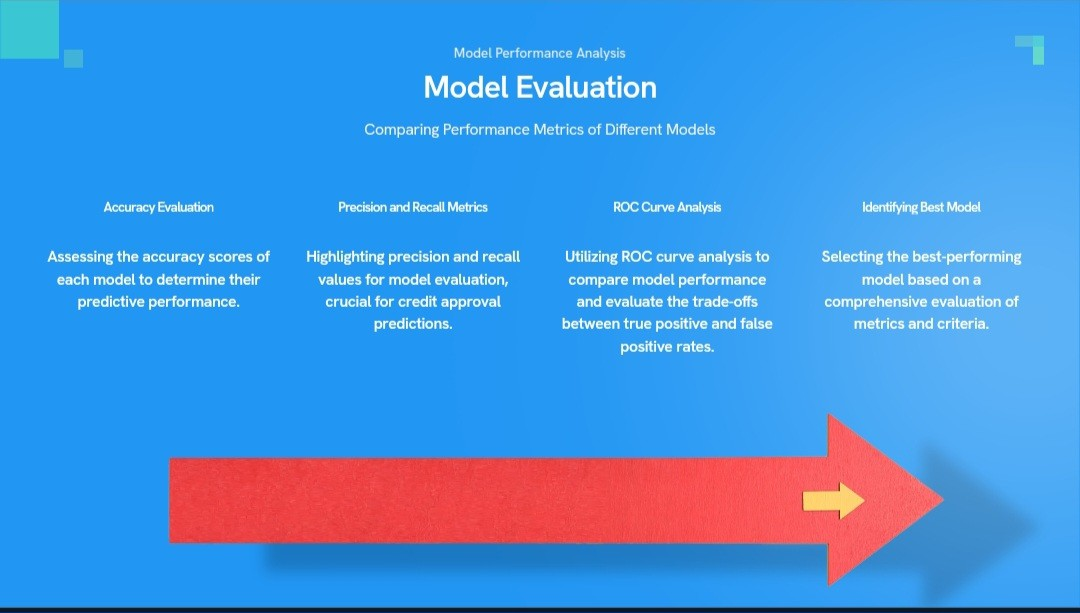 Model Performance Analysis
Model Evaluation
Comparing Performance Metrics of Different Models
Accuracy Evaluation
Assessing the accuracy scores of
each model to determine their
predictive performance.
Precision and Recall Metrics
Highlighting precision and recall
values for model evaluation,
crucial for credit approval
predictions.
ROC Curve Analysis
Utilizing ROC curve analysis to
compare model performance
and evaluate the trade-offs
between true positive and false
positive rates.
Identifying Best Model
Selecting the best-performing
model based on a
comprehensive evaluation of
metrics and criteria.